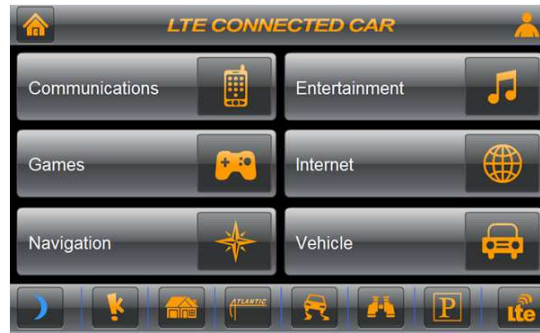 LTE CONNECTED CAR
Communications
Entertainment
Games
Internet
Navigation
Vehicle
ATLANTIC
P
lte